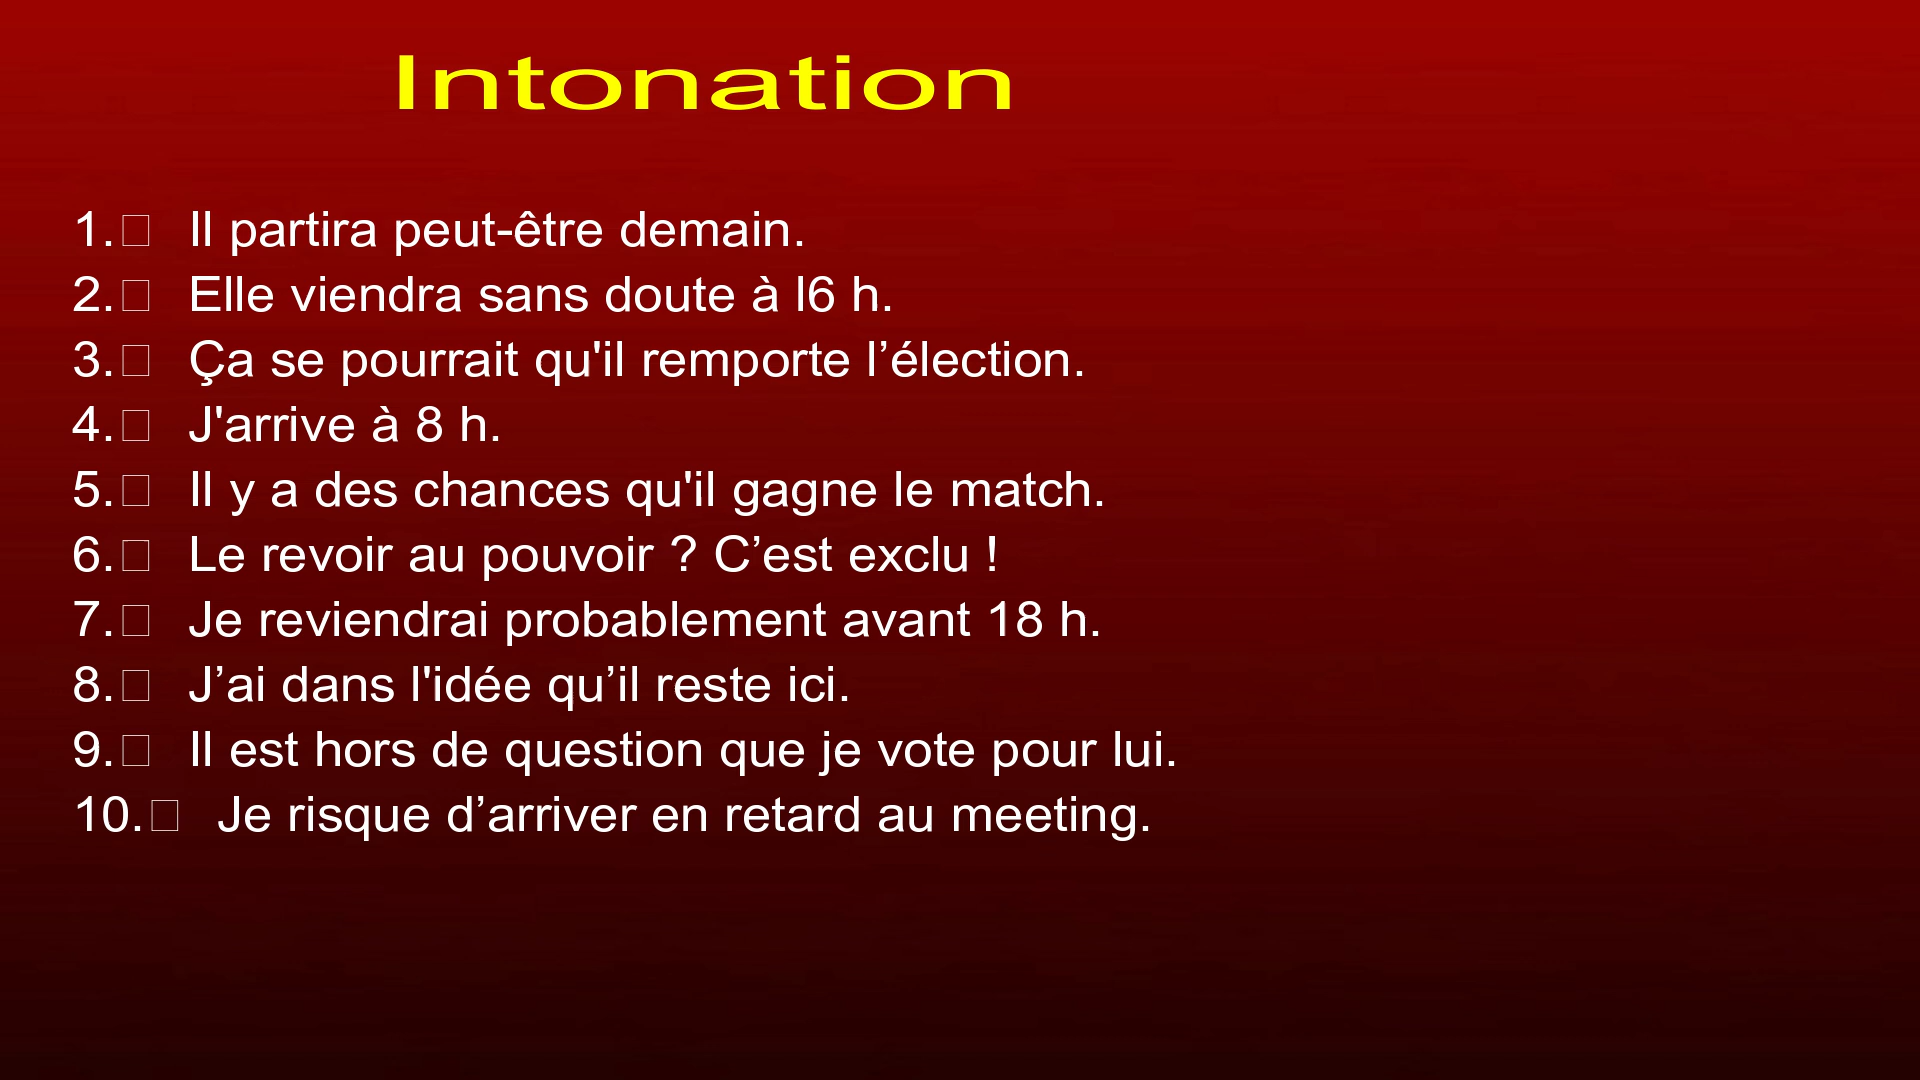 Intonation
1.□ Il partira peut-être demain.
2.□ Elle viendra sans doute à l6 h.
3.□ Ça se pourrait qu'il remporte l’élection.
4.□ J'arrive à 8 h.
5.□ Il y a des chances qu'il gagne le match.
6.□ Le revoir au pouvoir ? C’est exclu !
7.□ Je reviendrai probablement avant 18 h.
8.□ J’ai dans l'idée qu’il reste ici.
9.□ Il est hors de question que je vote pour lui.
10.□ Je risque d’arriver en retard au meeting.